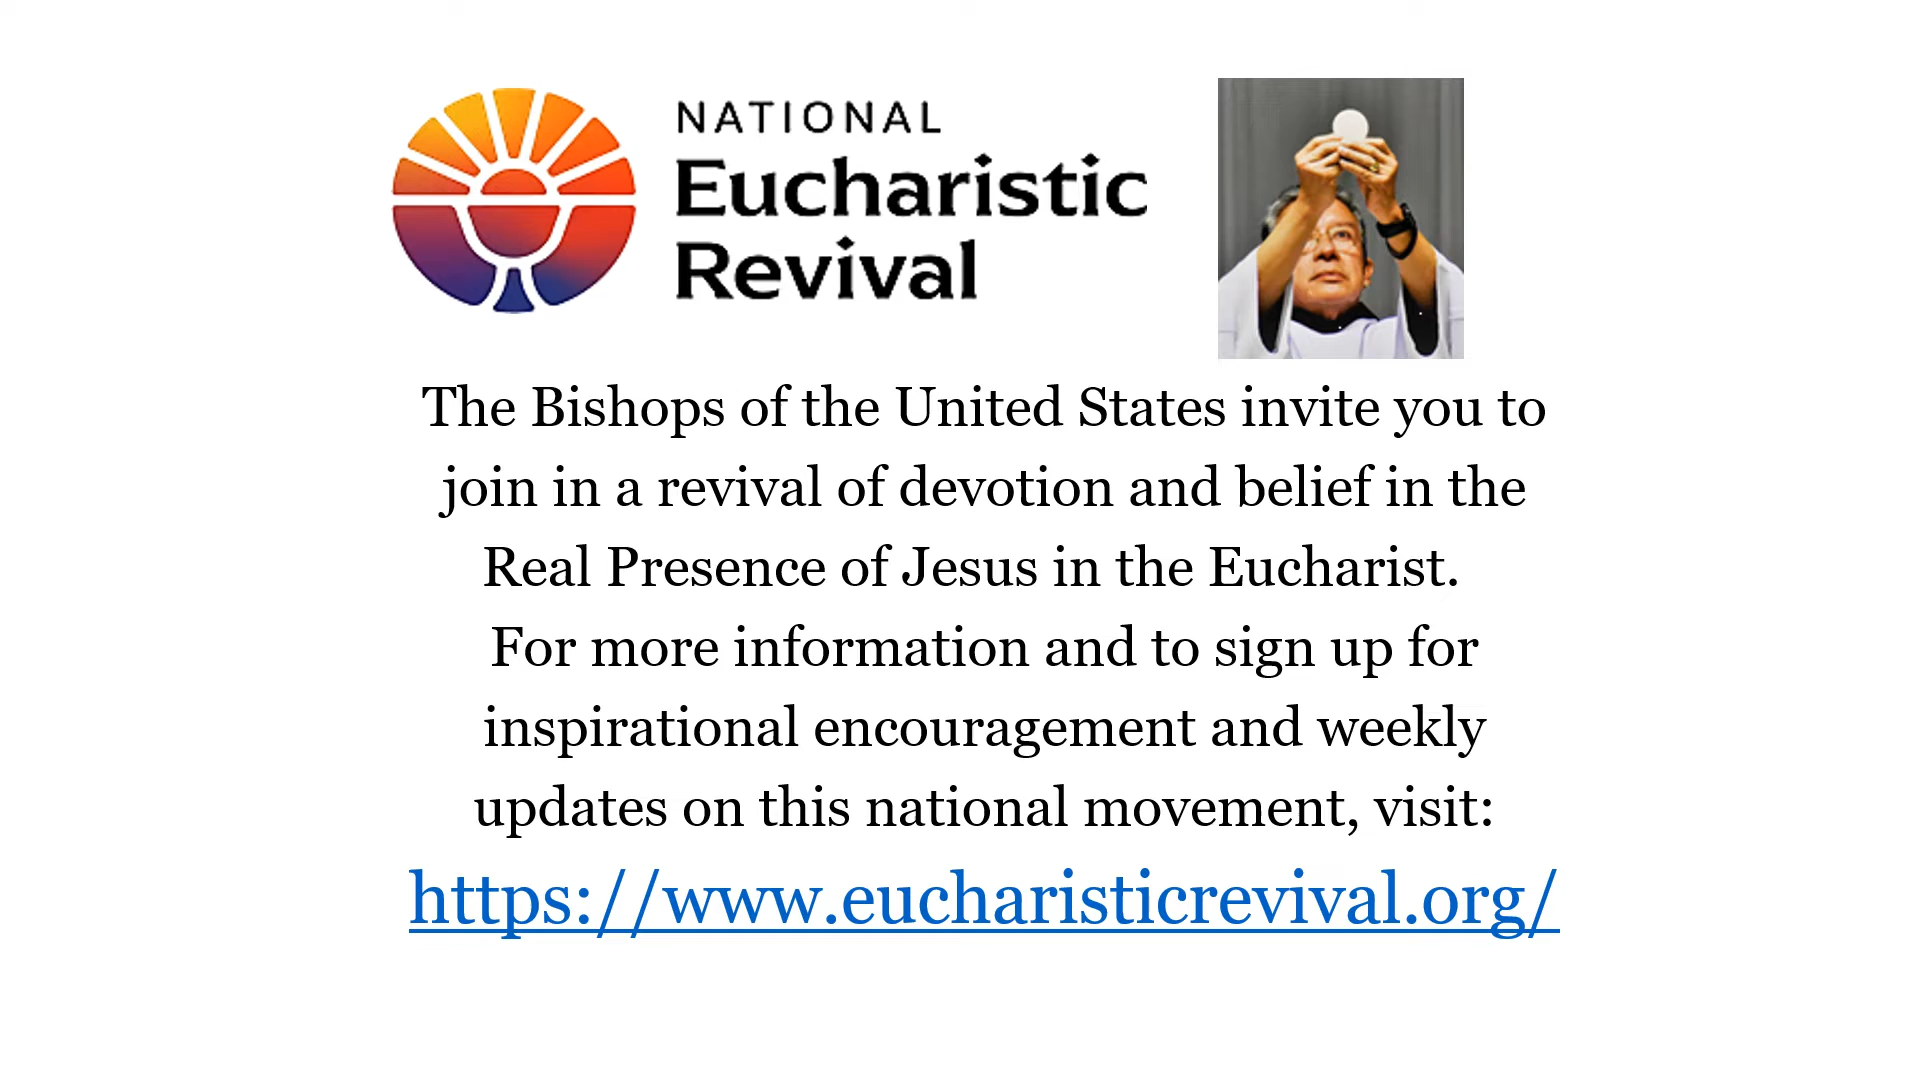 NATIONAL
Eucharistic
Revival
The Bishops of the United States invite you to
join in a revival of devotion and belief in the
Real Presence of Jesus in the Eucharist.
For more information and to sign up for
inspirational encouragement and weekly
updates on this national movement, visit:
https://www.eucharisticrevival.org/